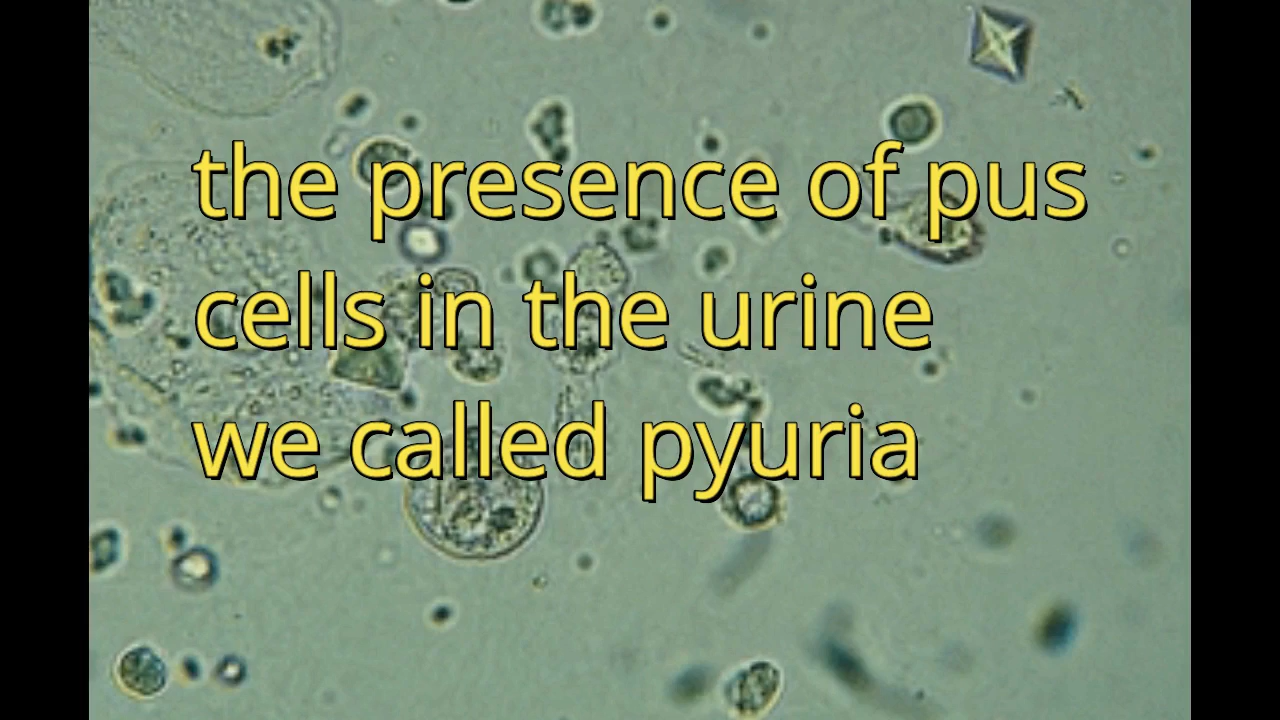 the presence of pus
cells in the urine
we called pyuria